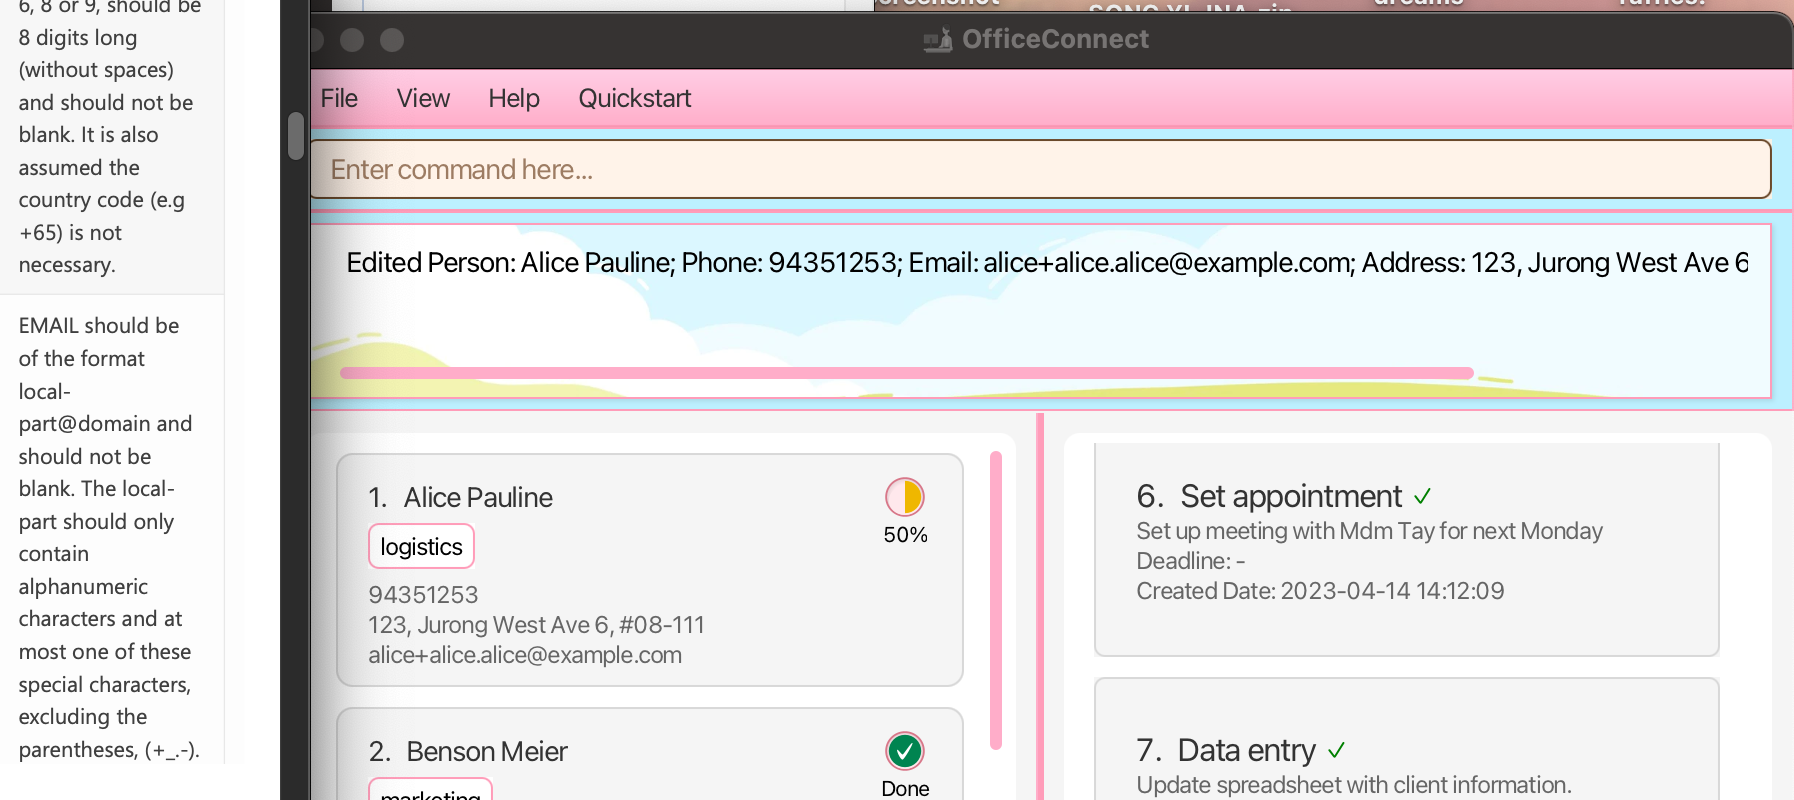 6, 8 or 9, should be
8 digits long
(without spaces)
and should not be
blank. It is also
assumed the
country code (e.g
+65) is not
necessary.
EMAIL should be
of the format
local-
part@domain and
should not be
blank. The local-
part should only
contain
alphanumeric
characters and at
most one of these
special characters,
excluding the
parentheses, (+_.-).
OfficeConnect
File View Help Quickstart
Enter command here...
Edited Person: Alice Pauline; Phone: 94351253; Email: alice+alice.alice@example.com; Address: 123, Jurong West Ave 6
1. Alice Pauline
50%
logistics
94351253
123, Jurong West Ave 6, #08-111
alice+alice.alice@example.com
2. Benson Meier
Done
marketing
6. Set appointment ✓
Set up meeting with Mdm Tay for next Monday
Deadline: -
Created Date: 2023-04-14 14:12:09
7. Data entry ✓
Update spreadsheet with client information.